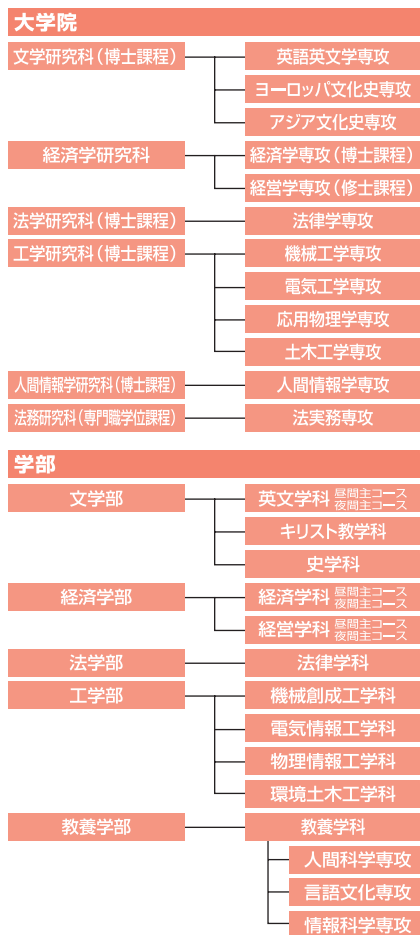 大学院
文学研究科(博士課程)
英語英文学専攻
ヨーロッパ文化史専攻
アジア文化史専攻
経済学研究科
経済学専攻(博士課程)
経営学専攻(修士課程)
法学研究科(博士課程)
法律学専攻
工学研究科(博士課程)
機械工学専攻
電気工学専攻
応用物理学専攻
土木工学専攻
人間情報学研究科(博士課程)
人間情報学専攻
法務研究科(専門職学位課程)
法実務専攻
学部
文学部
英文学科 昼間主コース
夜間主コース
キリスト教学科
史学科
経済学部
経済学科 昼間主コース
夜間主コース
経営学科 昼間主コース
夜間主コース
法学部
法律学科
工学部
機械創成工学科
電気情報工学科
物理情報工学科
環境土木工学科
教養学部
教養学科
人間科学専攻
言語文化専攻
情報科学専攻